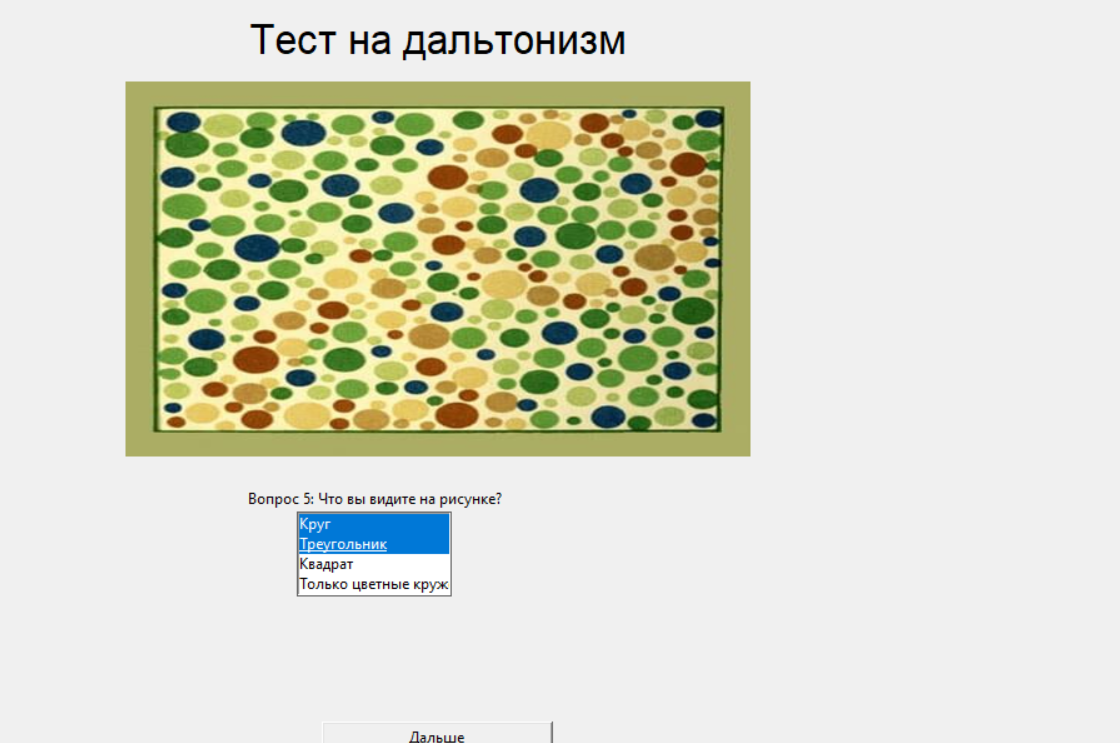 Тест на дальтонизм
Вопрос 5: Что вы видите на рисунке?
Круг
Треугольник
Квадрат
Только цветные круж
Дальше